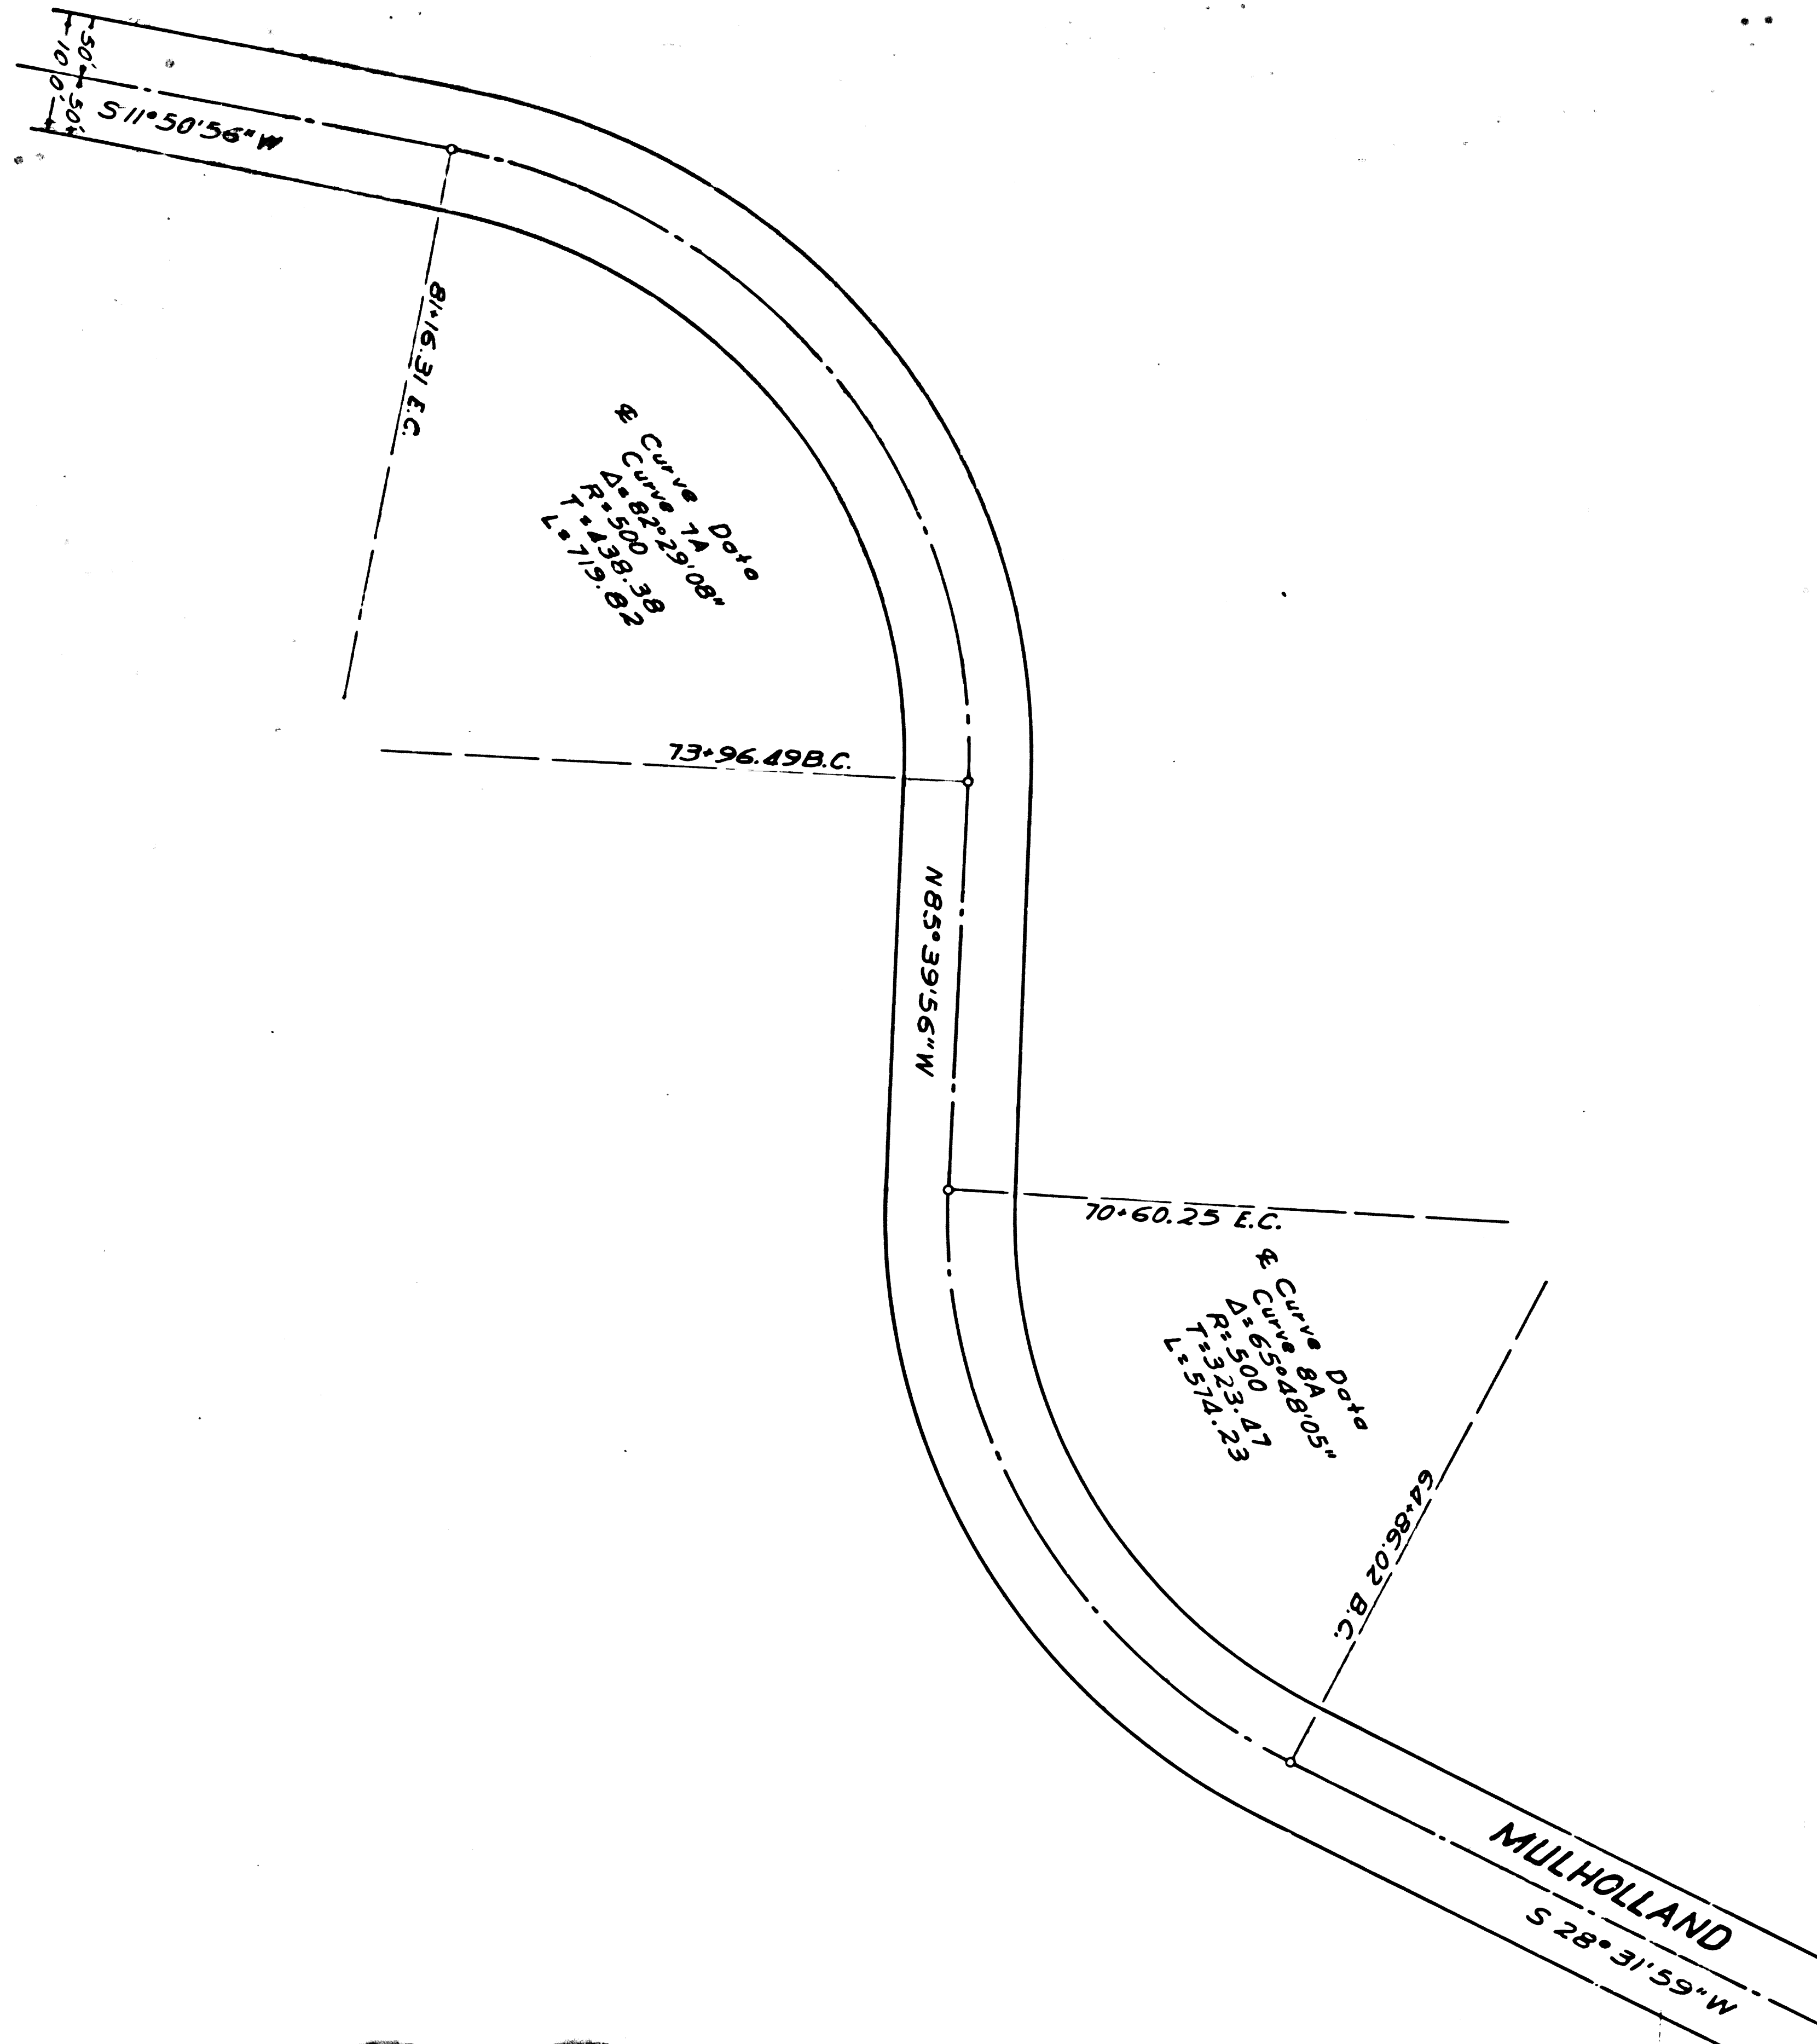 50'
100'
50'
S 11° 50' 56" W
81+16.31 E.C.
℄ Curve Data
Curve 7A
Δ=82°29'08"
R=500
T=438.38
L=719.82
73+96.49 B.C.
N 85° 39' 56" W
70+60.25 E.C.
℄ Curve Data
Curve 8A
Δ=65°48'05"
R=500
T=323.47
L=574.23
64+86.02 B.C.
MULHOLLAND
S 28° 31' 59" W